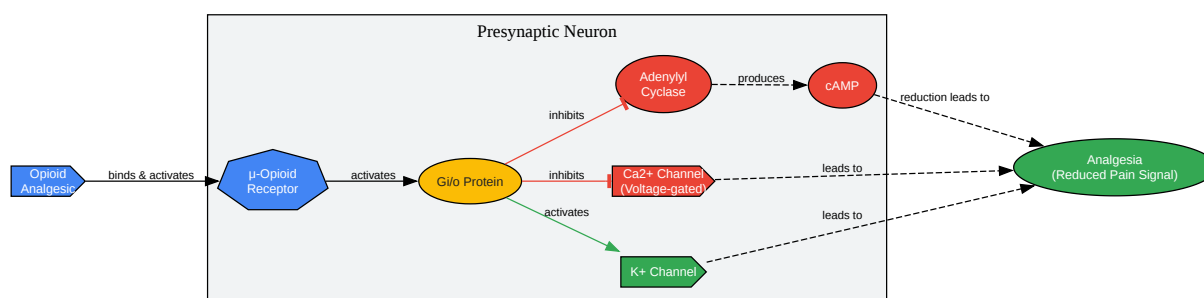 Presynaptic Neuron
Opioid
Analgesic
binds & activates
μ-Opioid
Receptor
activates
Gi/o Protein
inhibits
Adenylyl
Cyclase
produces
cAMP
reduction leads to
inhibits
Ca2+ Channel
(Voltage-gated)
leads to
activates
K+ Channel
leads to
Analgesia
(Reduced Pain Signal)